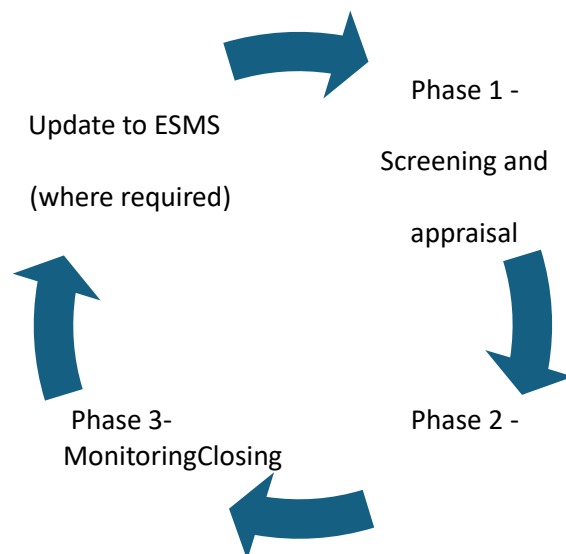 Phase 1 -
Screening and
appraisal
Phase 2 -
Phase 3-
MonitoringClosing
Update to ESMS
(where required)